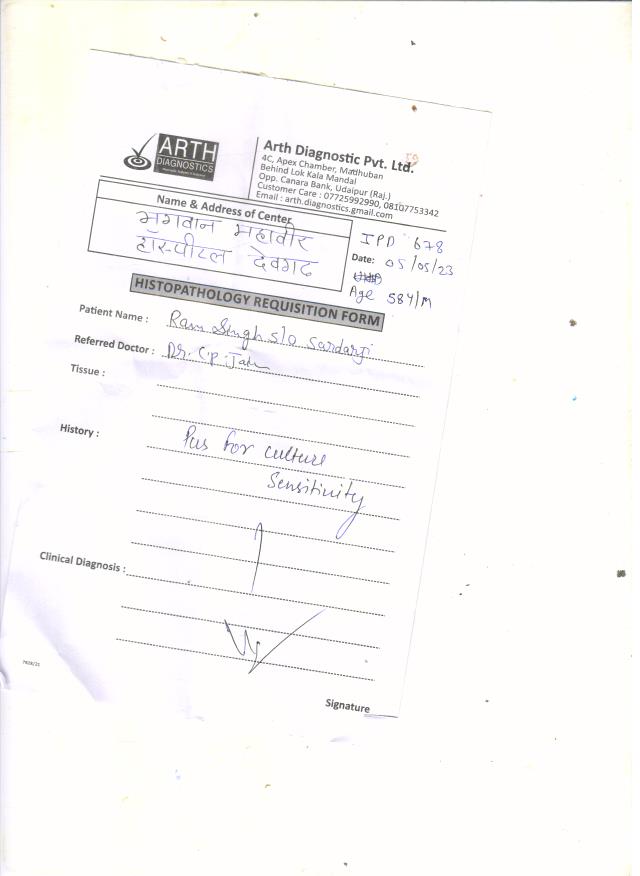 ARTH
DIAGNOSTICS
Arth Diagnostic Pvt. Ltd.
4C, Apex Chamber, Madhuban
Behind Lok Kala Mandal
Opp. Canara Bank, Udaipur (Raj.)
Customer Care : 07725992990, 08107753342
Email : arth.diagnostics.gmail.com
Name & Address of Center
भगवान महावीर
हॉस्पीटल देवगढ
IPD 678
Date: 05/05/23
Age 58Y/M
HISTOPATHOLOGY REQUISITION FORM
Patient Name : Ram Singh S/o Sardarji
Referred Doctor : Dr. C.P. Jain
Tissue :
History : Pus for culture
Sensitivity
Clinical Diagnosis :
Signature